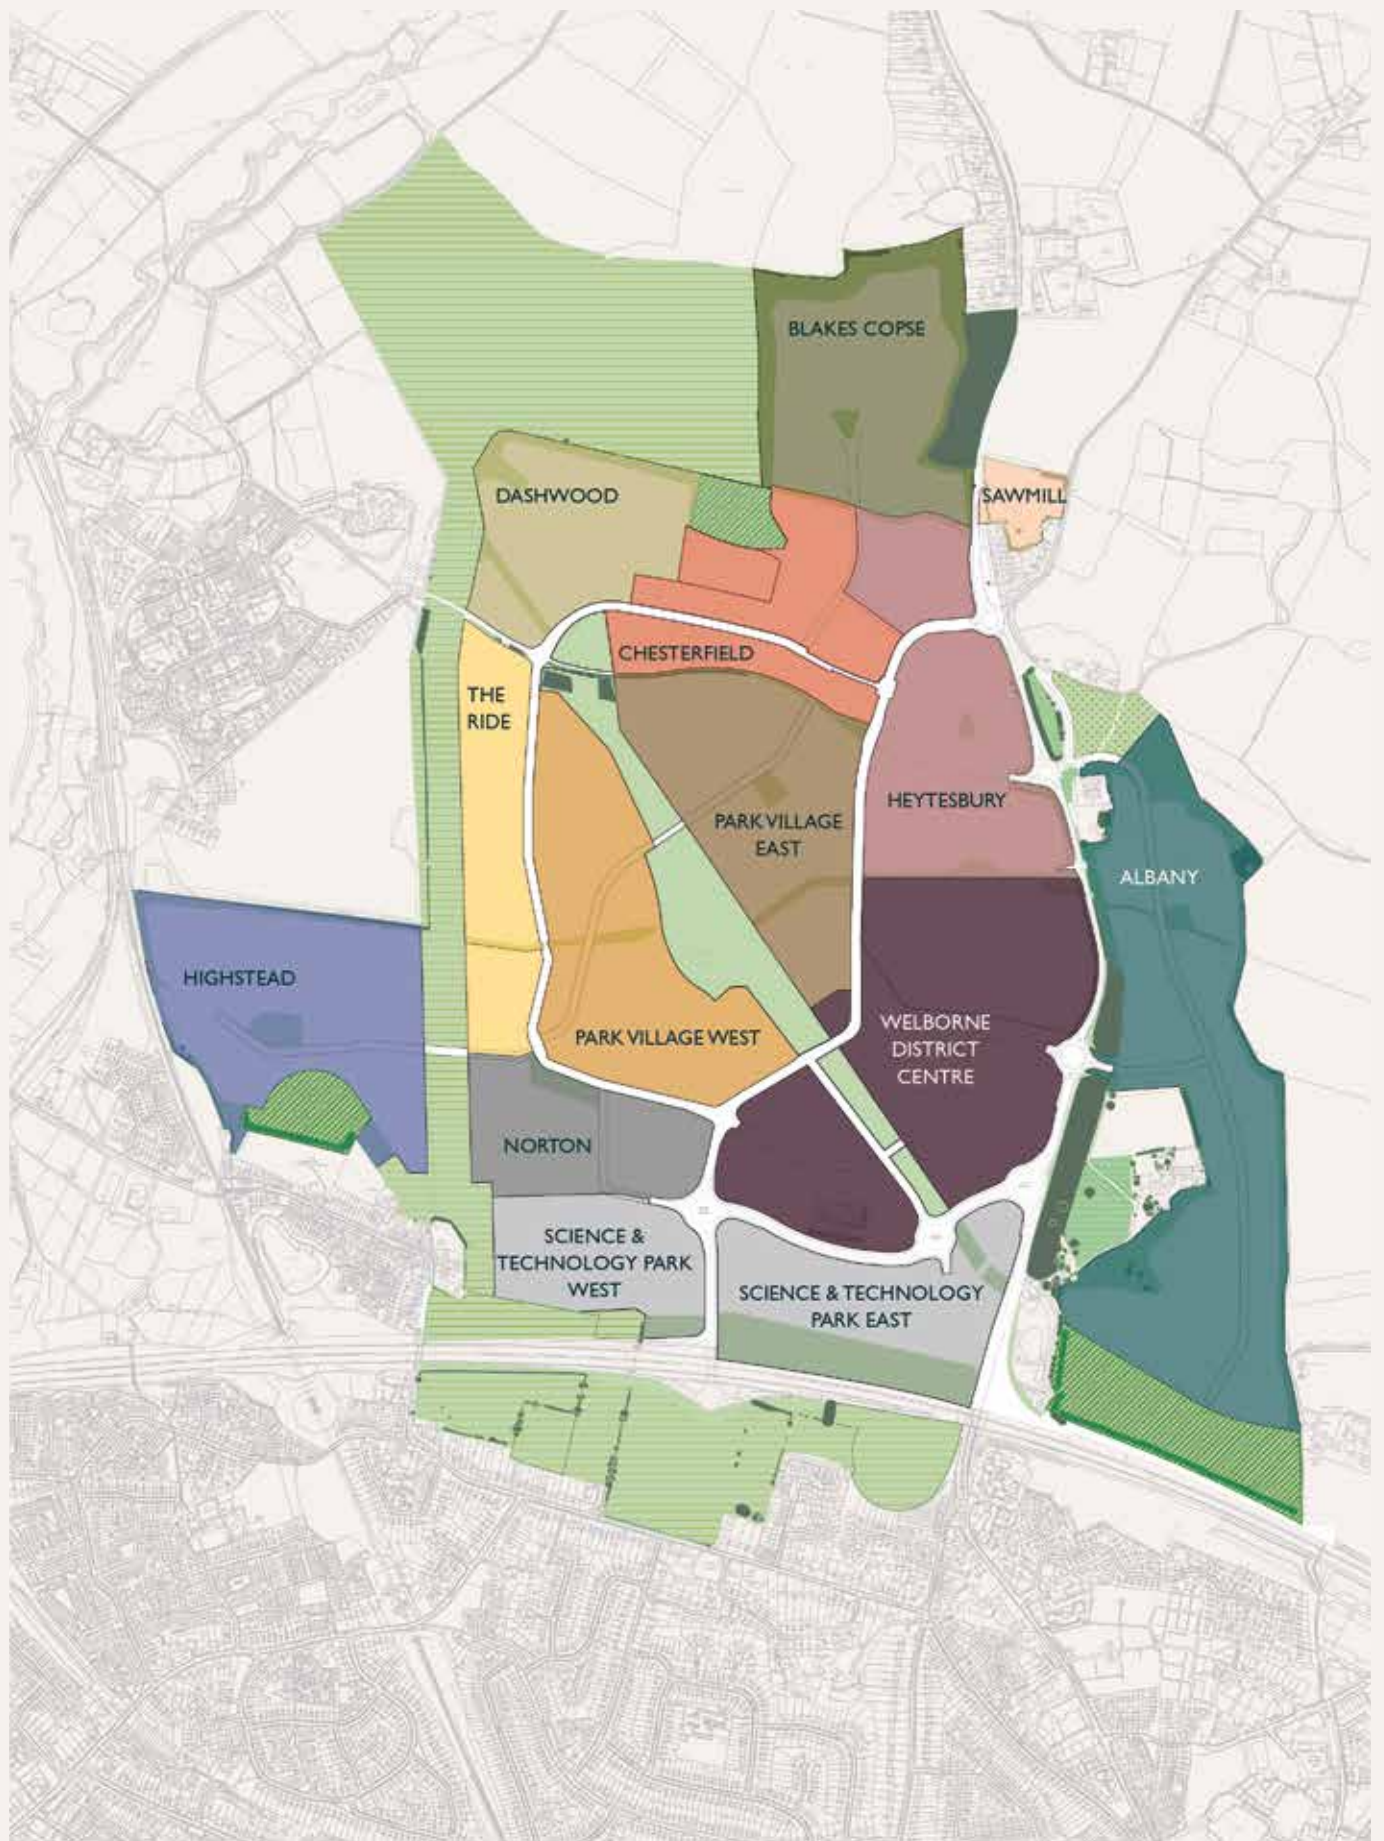 BLAKES COPSE
DASHWOOD
SAWMILL
CHESTERFIELD
THE
RIDE
HEYTESBURY
PARK VILLAGE
EAST
ALBANY
HIGHSTEAD
PARK VILLAGE WEST
WELBORNE
DISTRICT
CENTRE
NORTON
SCIENCE &
TECHNOLOGY PARK
WEST
SCIENCE & TECHNOLOGY
PARK EAST